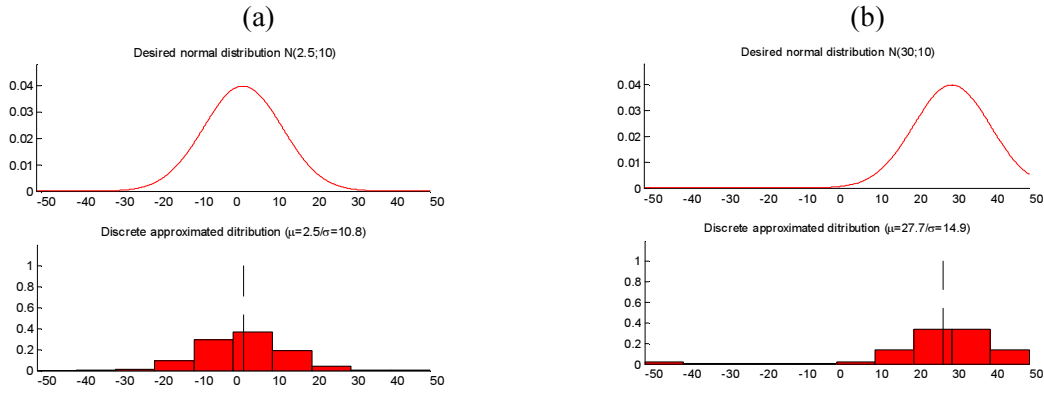 (a)
Desired normal distribution N(2.5;10)
0.04
0.03
0.02
0.01
0
-50 -40 -30 -20 -10 0 10 20 30 40 50
Discrete approximated ditribution (μ=2.5/σ=10.8)
1
0.8
0.6
0.4
0.2
0
-50 -40 -30 -20 -10 0 10 20 30 40 50
(b)
Desired normal distribution N(30;10)
0.04
0.03
0.02
0.01
0
-50 -40 -30 -20 -10 0 10 20 30 40 50
Discrete approximated ditribution (μ=27.7/σ=14.9)
1
0.8
0.6
0.4
0.2
0
-50 -40 -30 -20 -10 0 10 20 30 40 50